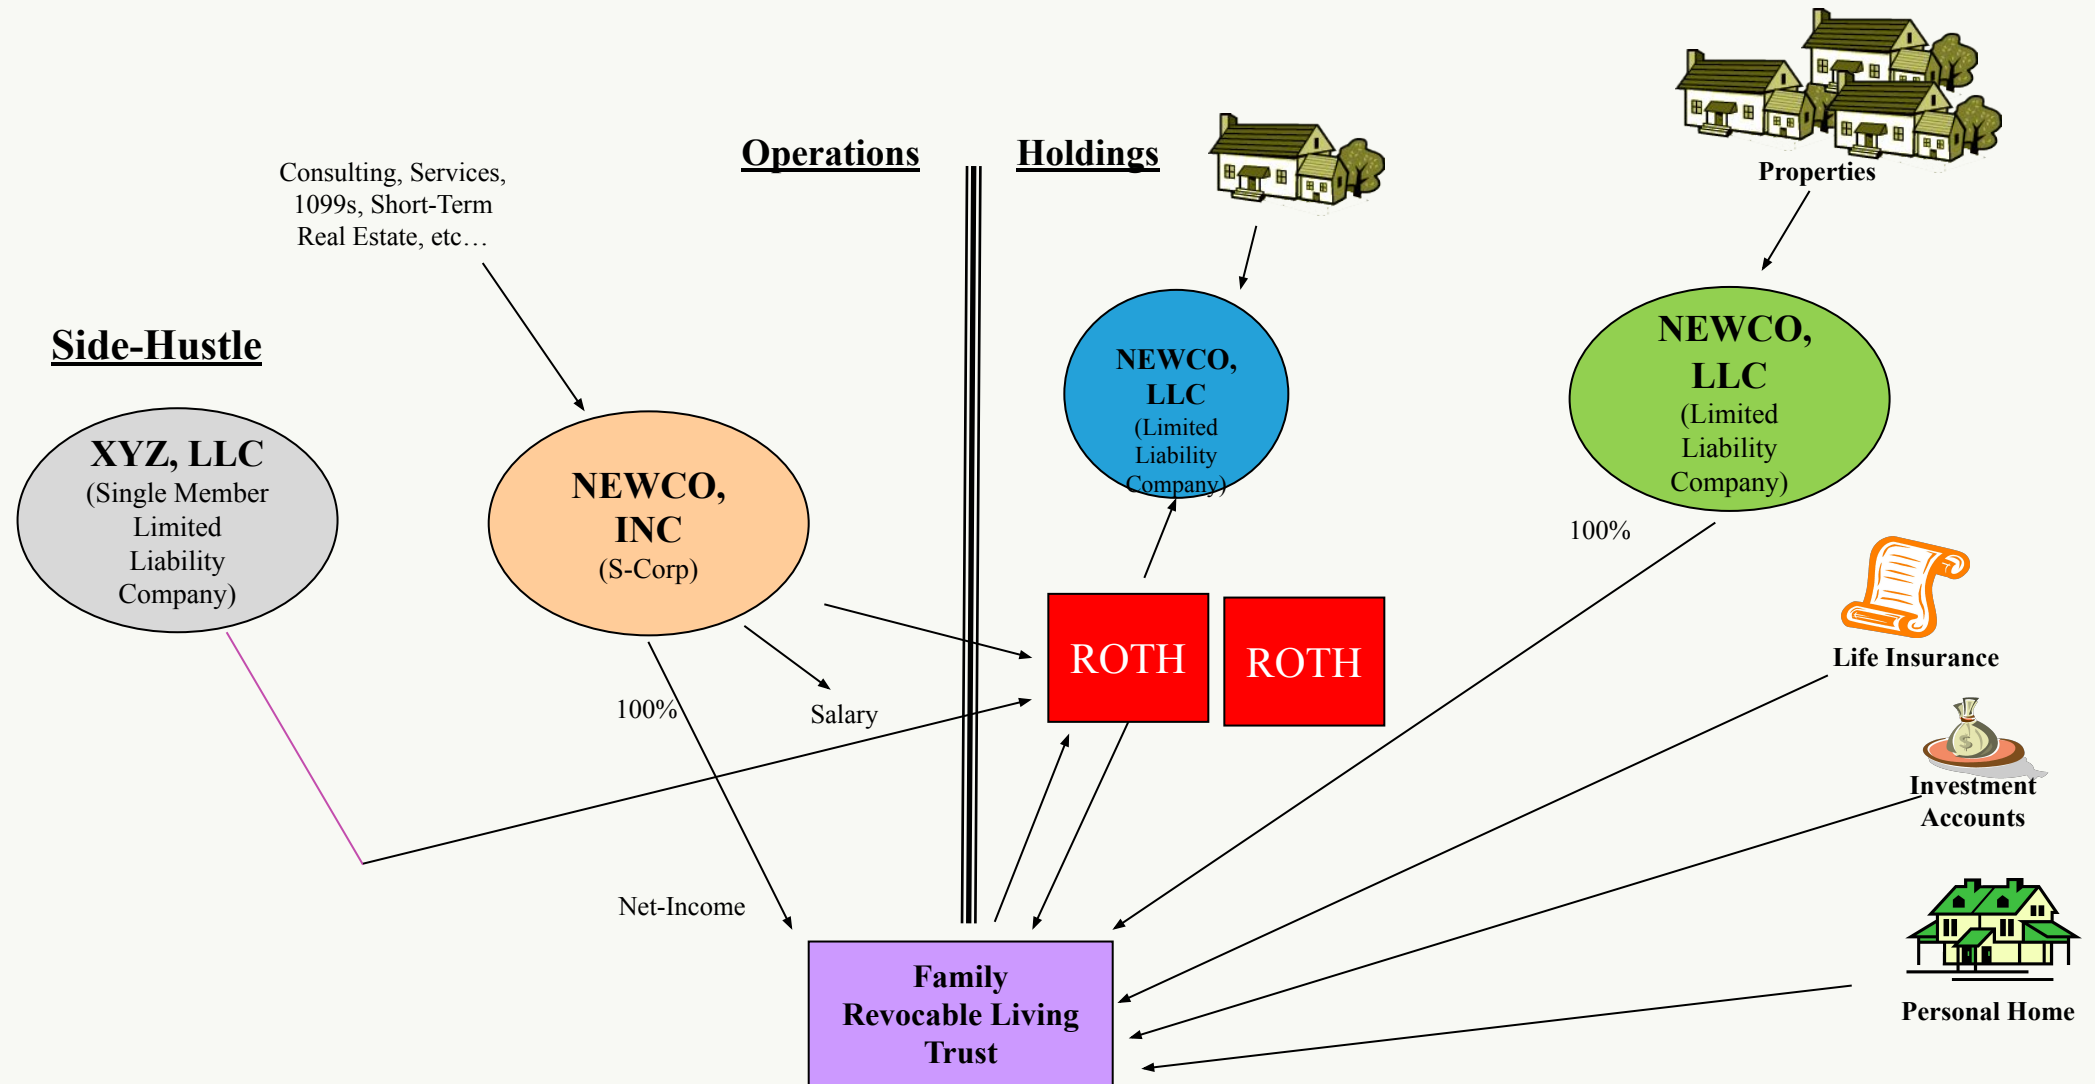 Operations
Holdings
Properties
Consulting, Services,
1099s, Short-Term
Real Estate, etc…
Side-Hustle
XYZ, LLC
(Single Member
Limited
Liability
Company)
NEWCO,
INC
(S-Corp)
NEWCO,
LLC
(Limited
Liability
Company)
NEWCO,
LLC
(Limited
Liability
Company)
100%
ROTH
ROTH
Life Insurance
100%
Salary
$
Investment
Accounts
Net-Income
Family
Revocable Living
Trust
Personal Home